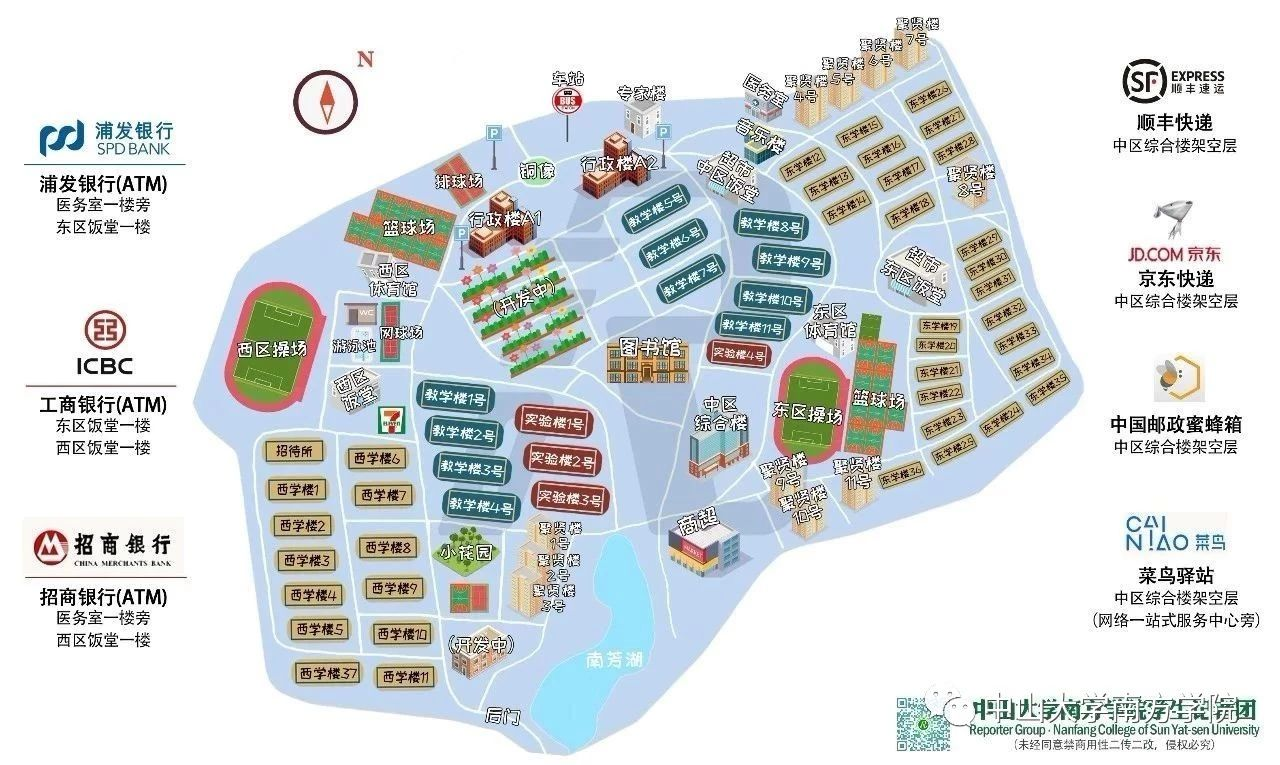 浦发银行
SPD BANK
浦发银行(ATM)
医务室一楼旁
东区饭堂一楼
ICBC
工商银行(ATM)
东区饭堂一楼
西区饭堂一楼
招商银行
CHINA MERCHANTS BANK
招商银行(ATM)
医务室一楼旁
西区饭堂一楼
N
车站
BUS
专家楼
P
P
P
铜像
医务室
音乐楼
聚贤楼
4号
聚贤楼
5号
聚贤楼
6号
聚贤楼
7号
行政楼A2
行政楼A1
排球场
篮球场
西区
体育馆
WC
游泳池
网球场
西区操场
西区
饭堂
7
ELEVEN
(开发中)
超市
中区饭堂
教学楼5号
教学楼6号
教学楼7号
教学楼8号
教学楼9号
教学楼10号
教学楼11号
实验楼4号
图书馆
东学楼12
东学楼13
东学楼14
东学楼15
东学楼16
东学楼17
东学楼18
东学楼26
东学楼27
东学楼28
聚贤楼
8号
超市
东区饭堂
东学楼29
东学楼30
东学楼31
东学楼32
东学楼33
东学楼34
东学楼35
东区
体育馆
东学楼19
东学楼20
东学楼21
东学楼22
东学楼23
东学楼24
东学楼25
东学楼36
东区操场
篮球场
中区
综合楼
聚贤楼
9号
聚贤楼
10号
聚贤楼
11号
商超
教学楼1号
教学楼2号
教学楼3号
教学楼4号
实验楼1号
实验楼2号
实验楼3号
招待所
西学楼1
西学楼2
西学楼3
西学楼4
西学楼5
西学楼37
西学楼6
西学楼7
西学楼8
西学楼9
西学楼10
西学楼11
小花园
聚贤楼
1号
聚贤楼
2号
聚贤楼
3号
(开发中)
南芳湖
后门
SF EXPRESS
顺丰速运
顺丰快递
中区综合楼架空层
JD.COM 京东
京东快递
中区综合楼架空层
中国邮政蜜蜂箱
中区综合楼架空层
CAI
NIAO 菜鸟
菜鸟驿站
中区综合楼架空层
(网络一站式服务中心旁)
中山大学南方学院
Reporter Group · Nanfang College of Sun Yat-sen University
(未经同意禁商用性二传二改，侵权必究)